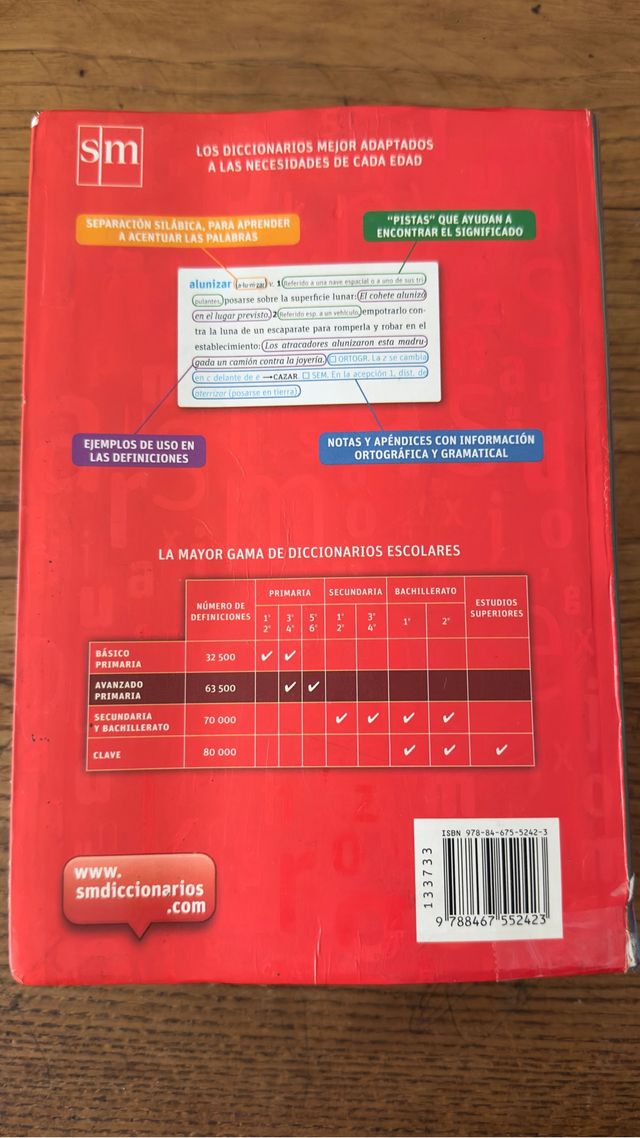 sm
LOS DICCIONARIOS MEJOR ADAPTADOS
A LAS NECESIDADES DE CADA EDAD
SEPARACIÓN SILÁBICA, PARA APRENDER
A ACENTUAR LAS PALABRAS
"PISTAS" QUE AYUDAN A
ENCONTRAR EL SIGNIFICADO
alunizar (a·lu·ni·zar) v. 1 Referido a una nave espacial o a uno de sus tri
pulantes, posarse sobre la superficie lunar: El cohete alunizó
en el lugar previsto. 2 Referido esp. a un vehículo, empotrarlo con-
tra la luna de un escaparate para romperla y robar en el
establecimiento: Los atracadores alunizaron esta madru
gada un camión contra la joyería. ☐ ORTOGR. La z se cambia
en c delante de e → CAZAR. ☐ SEM. En la acepción 1, dist. de
aterrizar (posarse en tierra).
EJEMPLOS DE USO EN
LAS DEFINICIONES
NOTAS Y APÉNDICES CON INFORMACIÓN
ORTOGRÁFICA Y GRAMATICAL
LA MAYOR GAMA DE DICCIONARIOS ESCOLARES
NÚMERO DE
DEFINICIONES
PRIMARIA SECUNDARIA BACHILLERATO ESTUDIOS
SUPERIORES
1º 3º 5º 1º 3º 1º 2º
2º 4º 6º 2º 4º
BÁSICO
PRIMARIA 32 500 ✓ ✓
AVANZADO
PRIMARIA 63 500 ✓ ✓
SECUNDARIA
Y BACHILLERATO 70 000 ✓ ✓ ✓ ✓
CLAVE 80 000 ✓ ✓ ✓
www.
smdiccionarios
.com
ISBN 978-84-675-5242-3
133733
9 788467 552423